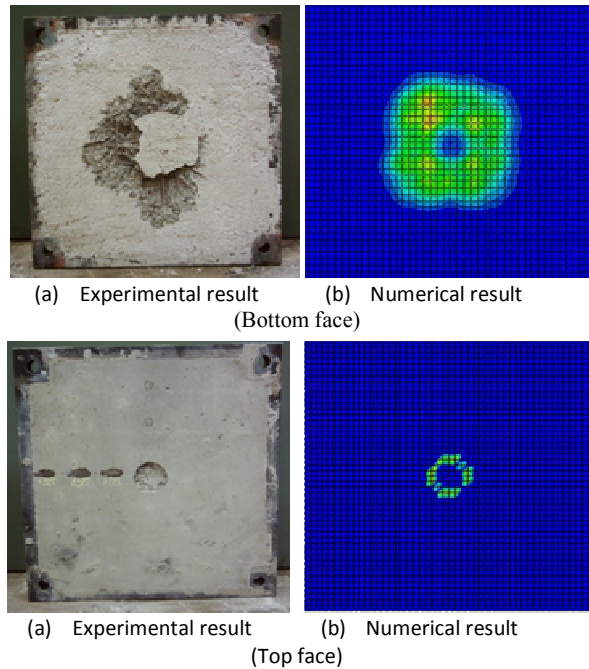 (a) Experimental result (b) Numerical result
(Bottom face)
(a) Experimental result (b) Numerical result
(Top face)